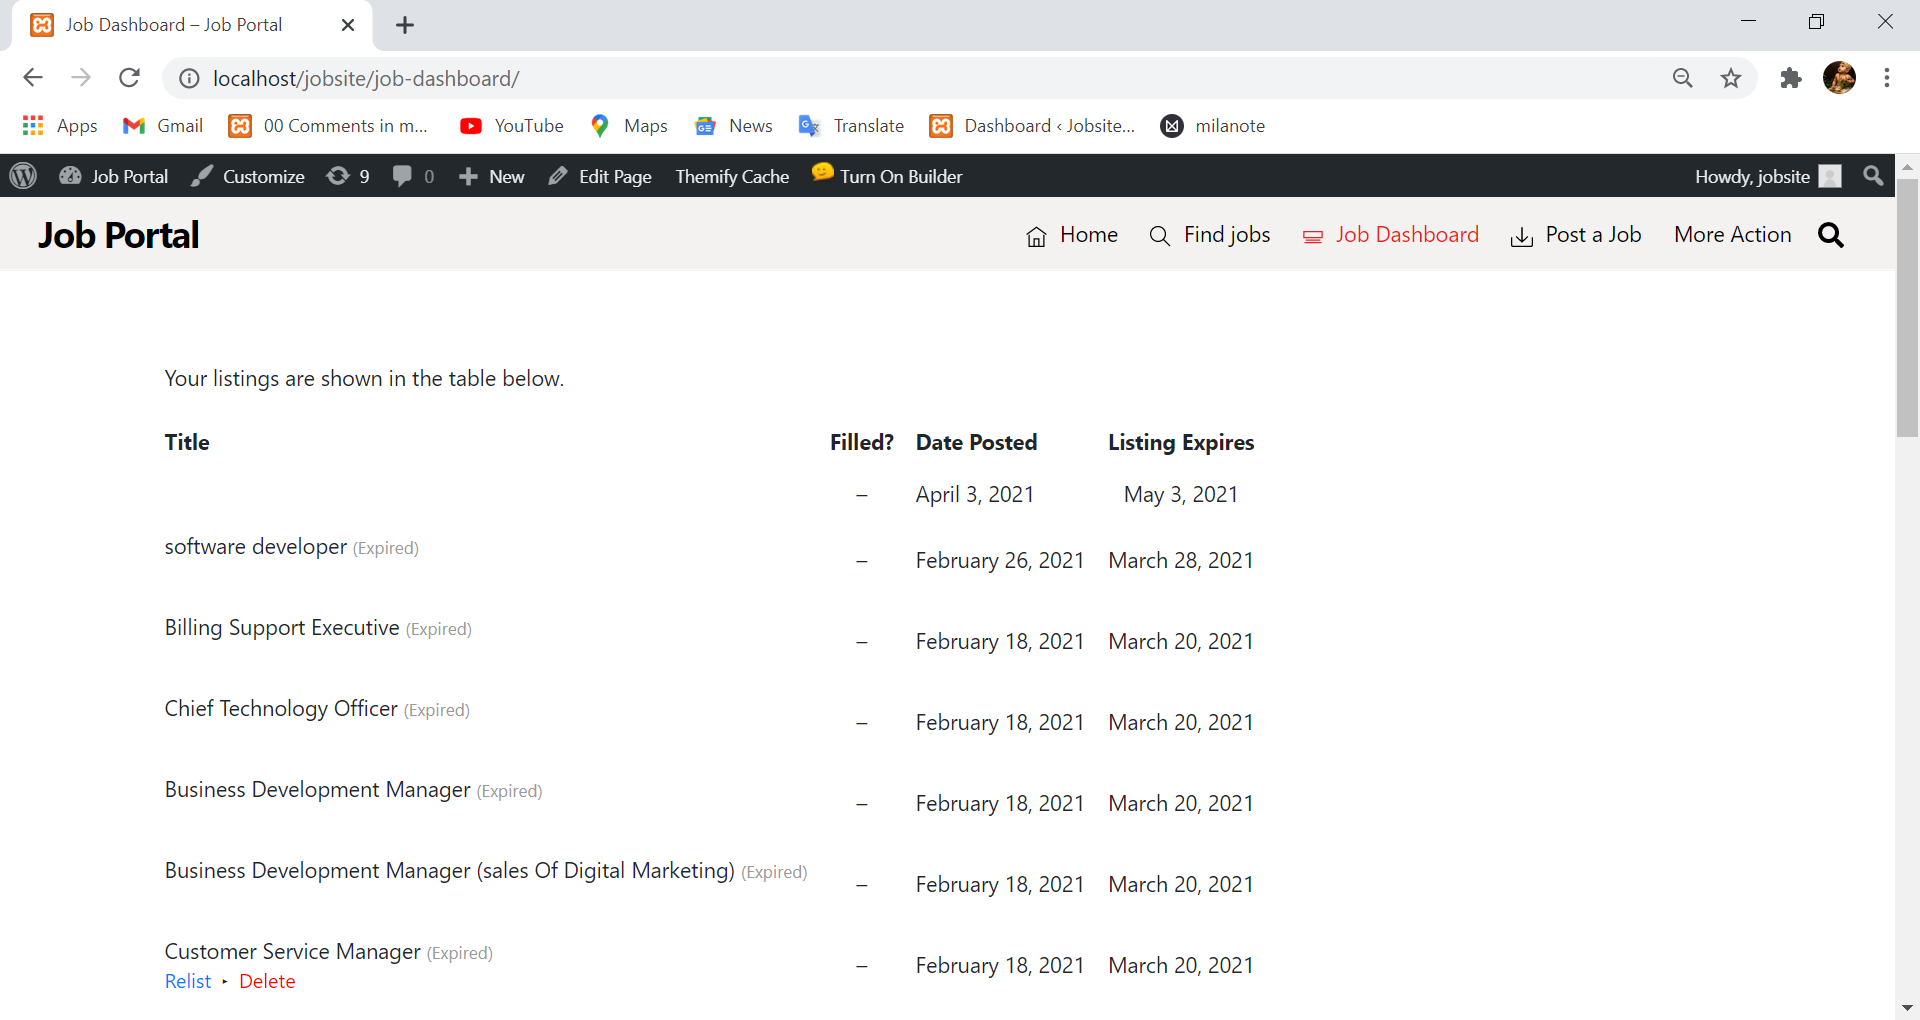 Job Dashboard – Job Portal
localhost/jobsite/job-dashboard/
Apps Gmail 00 Comments in m... YouTube Maps News Translate Dashboard ‹ Jobsite... milanote
Job Portal Customize 9 0 New Edit Page Themify Cache Turn On Builder Howdy, jobsite
Job Portal Home Find jobs Job Dashboard Post a Job More Action
Your listings are shown in the table below.
Title Filled? Date Posted Listing Expires
– April 3, 2021 May 3, 2021
software developer (Expired) – February 26, 2021 March 28, 2021
Billing Support Executive (Expired) – February 18, 2021 March 20, 2021
Chief Technology Officer (Expired) – February 18, 2021 March 20, 2021
Business Development Manager (Expired) – February 18, 2021 March 20, 2021
Business Development Manager (sales Of Digital Marketing) (Expired) – February 18, 2021 March 20, 2021
Customer Service Manager (Expired) – February 18, 2021 March 20, 2021
Relist ‣ Delete